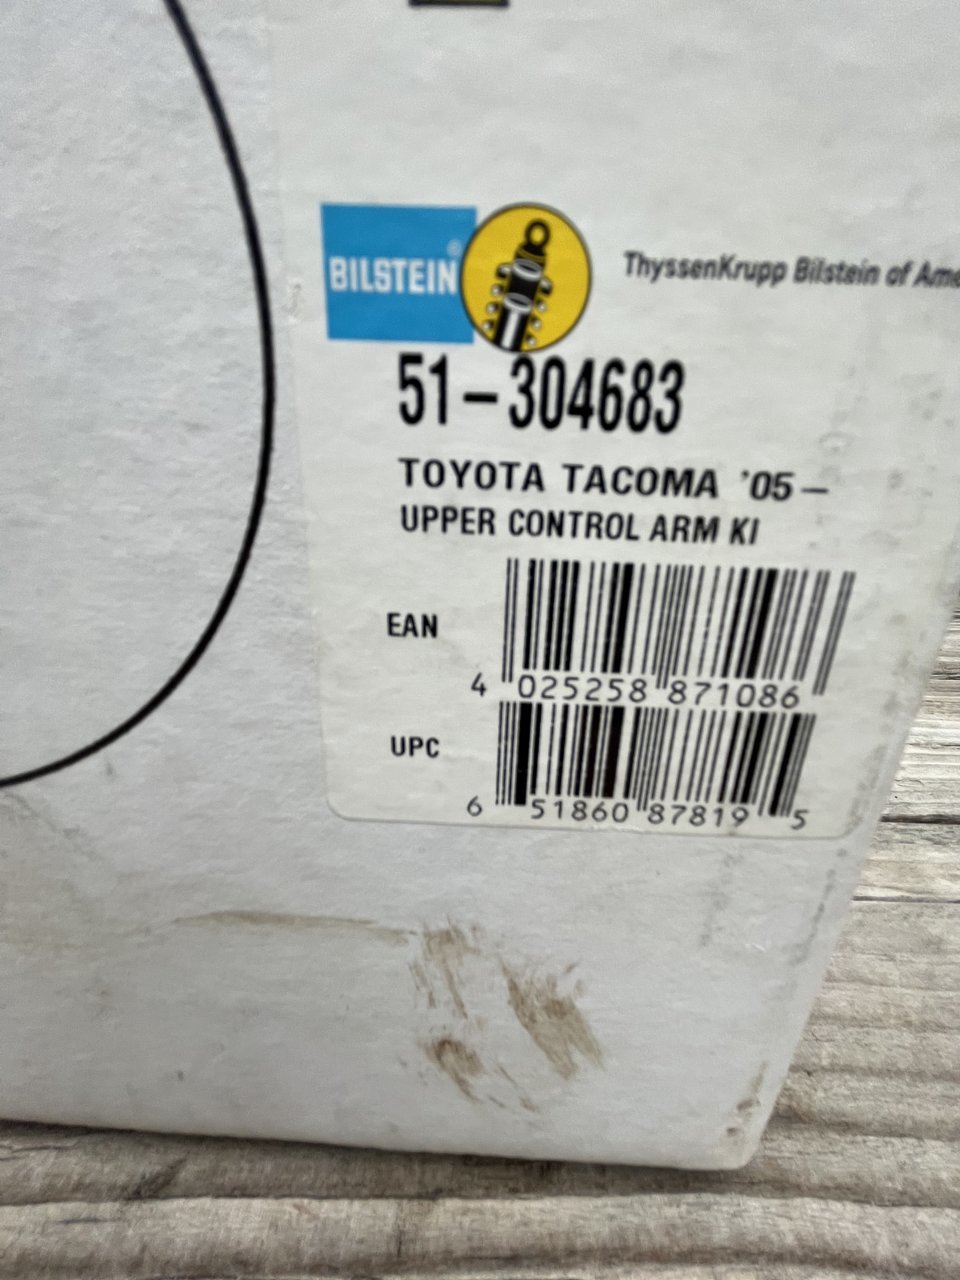 BILSTEIN®
ThyssenKrupp Bilstein of
51-304683
TOYOTA TACOMA '05-
UPPER CONTROL ARM KI
EAN
4 025258 871086
UPC
6 51860 87819 5